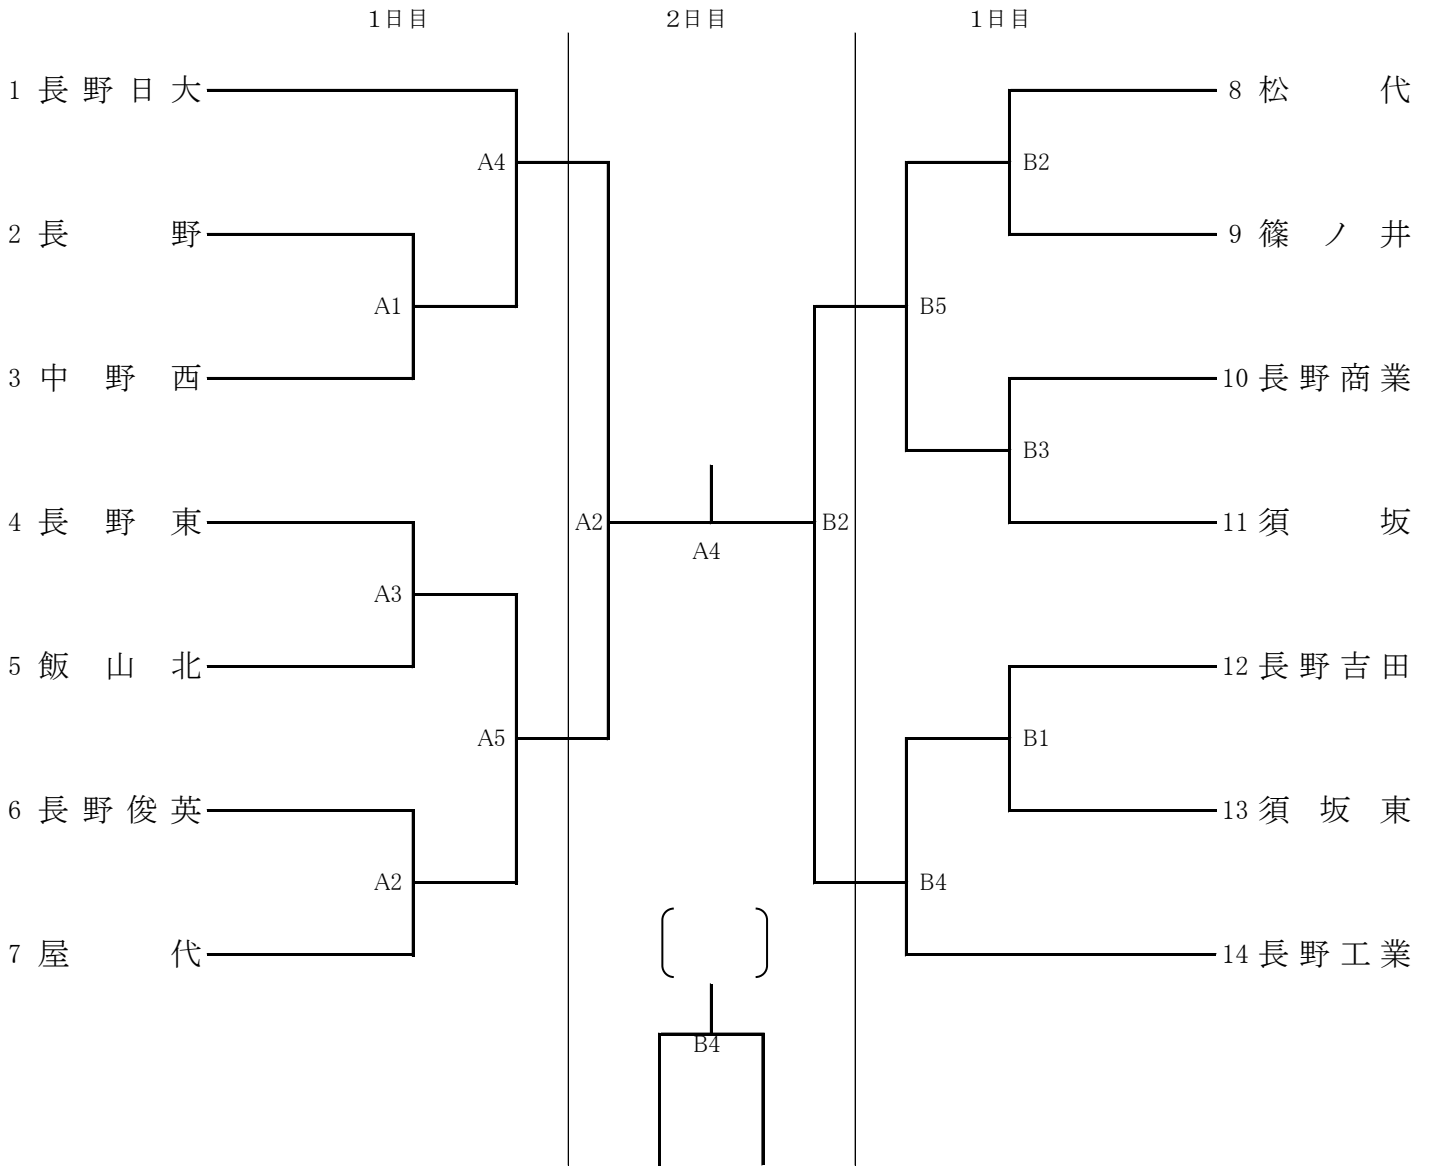 1日目 2日目 1日目
1 長野日大
A4
2 長野
A1
3 中野西
4 長野東
A3
5 飯山北
A5
6 長野俊英
A2
7 屋代
A2
A4
B2
B4
8 松代
B2
9 篠ノ井
B5
10 長野商業
B3
11 須坂
12 長野吉田
B1
13 須坂東
B4
14 長野工業